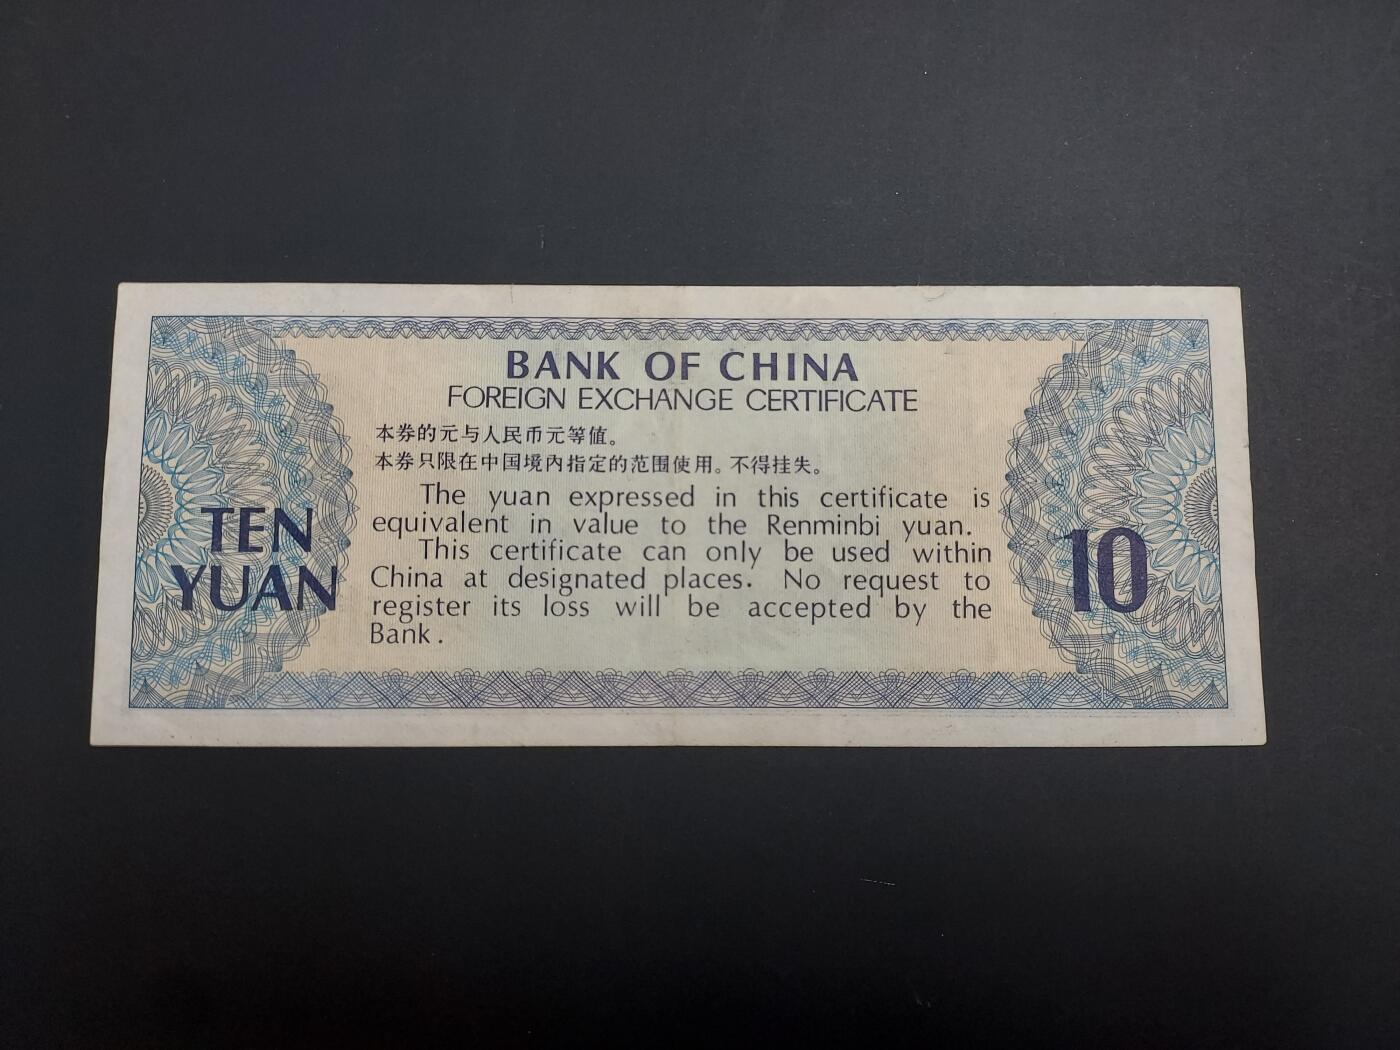 BANK OF CHINA
FOREIGN EXCHANGE CERTIFICATE
本券的元与人民币元等值。
本券只限在中国境内指定的范围使用。不得挂失。
The yuan expressed in this certificate is
equivalent in value to the Renminbi yuan.
This certificate can only be used within
China at designated places. No request to
register its loss will be accepted by the
Bank.
TEN
YUAN
10